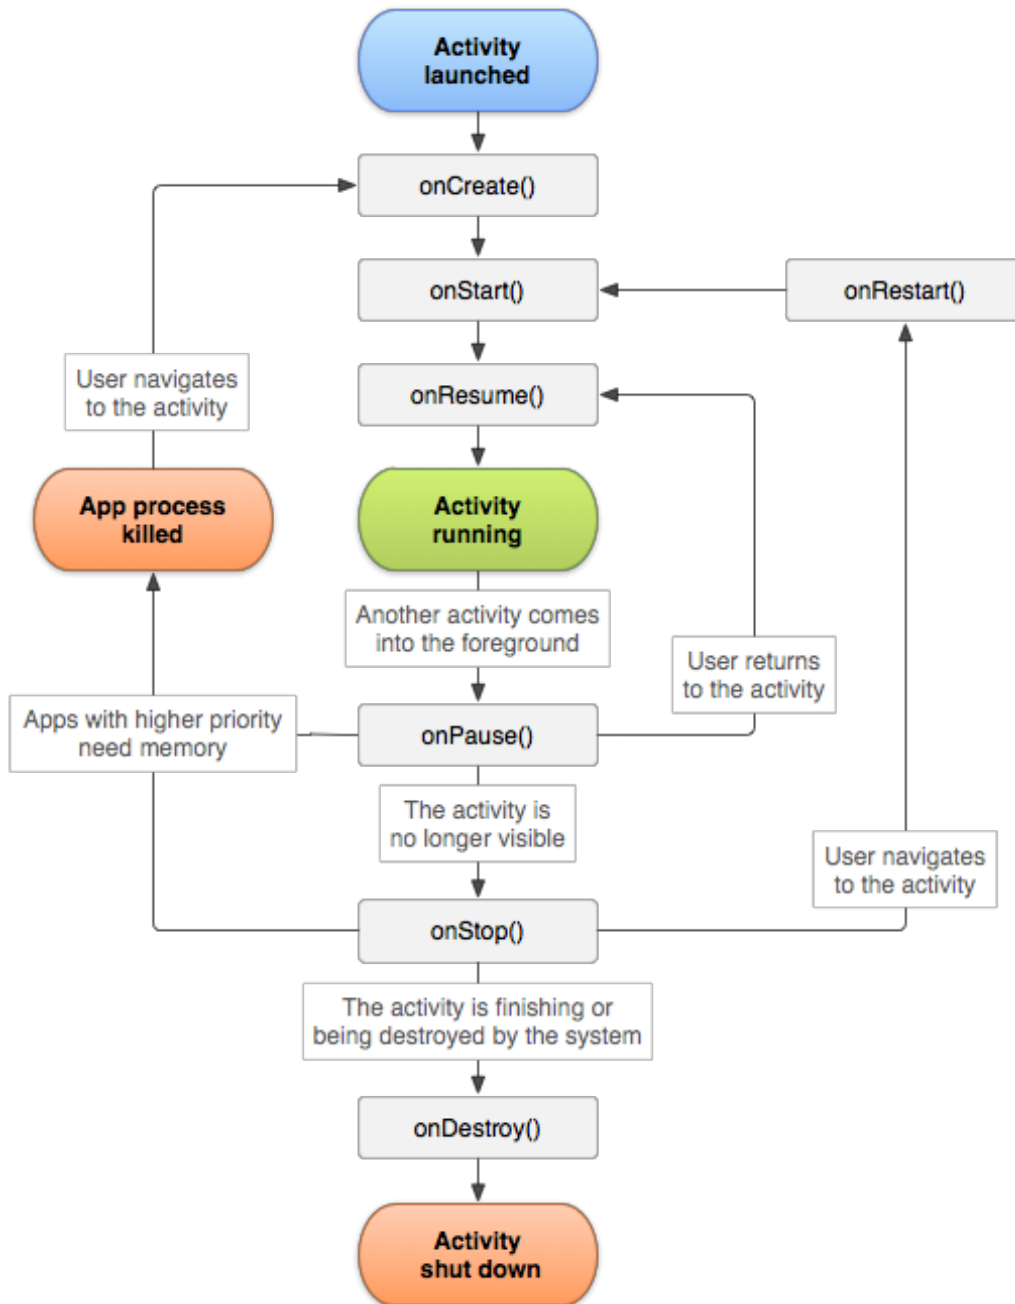 Activity
launched
onCreate()
onStart()
onRestart()
User navigates
to the activity
onResume()
App process
killed
Activity
running
Another activity comes
into the foreground
User returns
to the activity
Apps with higher priority
need memory
onPause()
The activity is
no longer visible
User navigates
to the activity
onStop()
The activity is finishing or
being destroyed by the system
onDestroy()
Activity
shut down